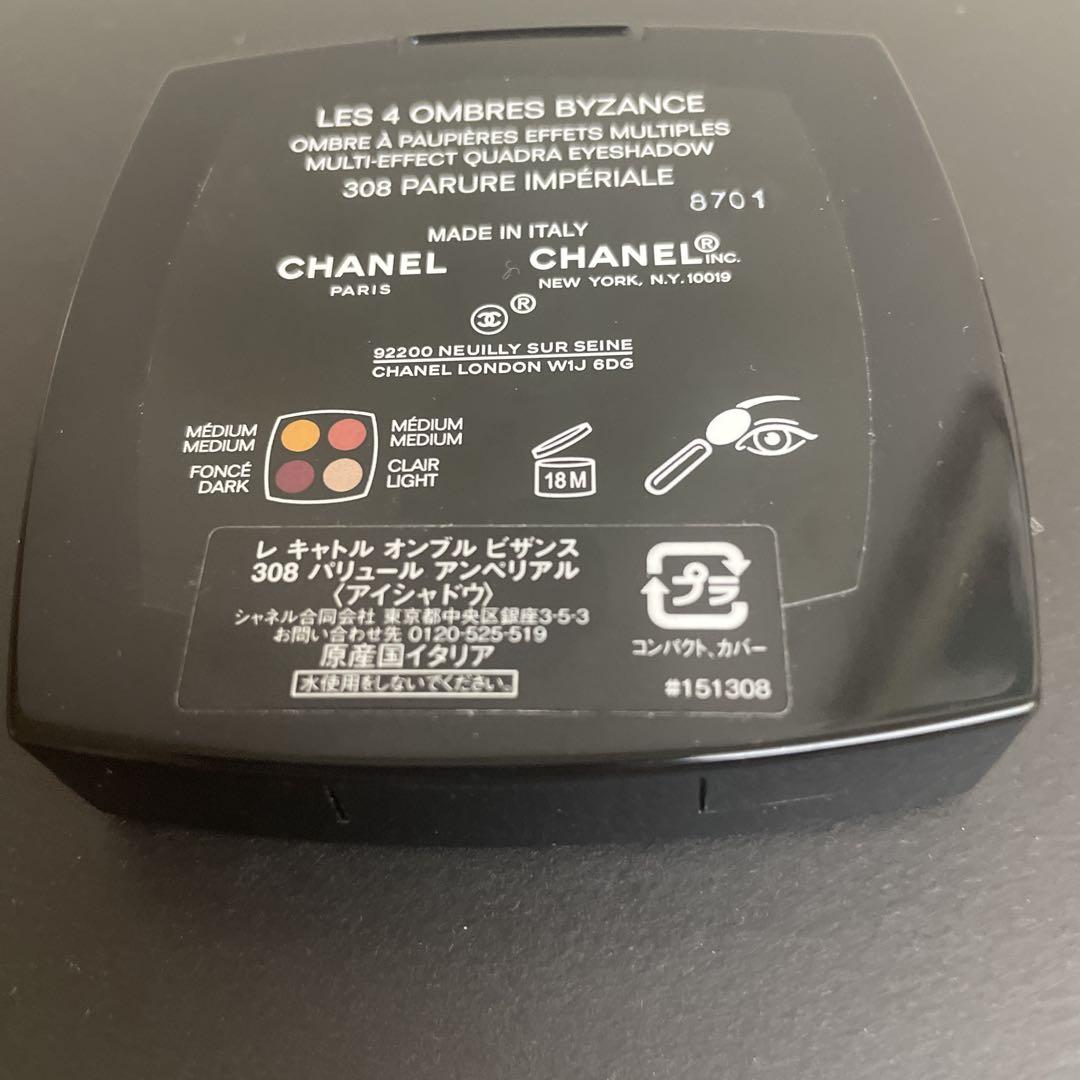 LES 4 OMBRES BYZANCE
OMBRE À PAUPIÈRES EFFETS MULTIPLES
MULTI-EFFECT QUADRA EYESHADOW
308 PARURE IMPÉRIALE
8701
MADE IN ITALY
CHANEL
PARIS
CHANEL® INC.
NEW YORK, N.Y. 10019
®
92200 NEUILLY SUR SEINE
CHANEL LONDON W1J 6DG
MÉDIUM
MEDIUM
MÉDIUM
MEDIUM
FONCÉ
DARK
CLAIR
LIGHT
18 M
レ キャトル オンブル ビザンス
308 パリュール アンペリアル
〈アイシャドウ〉
シャネル合同会社 東京都中央区銀座3-5-3
お問い合わせ先 0120-525-519
原産国イタリア
水使用をしないでください。
プラ
コンパクト、カバー
#151308